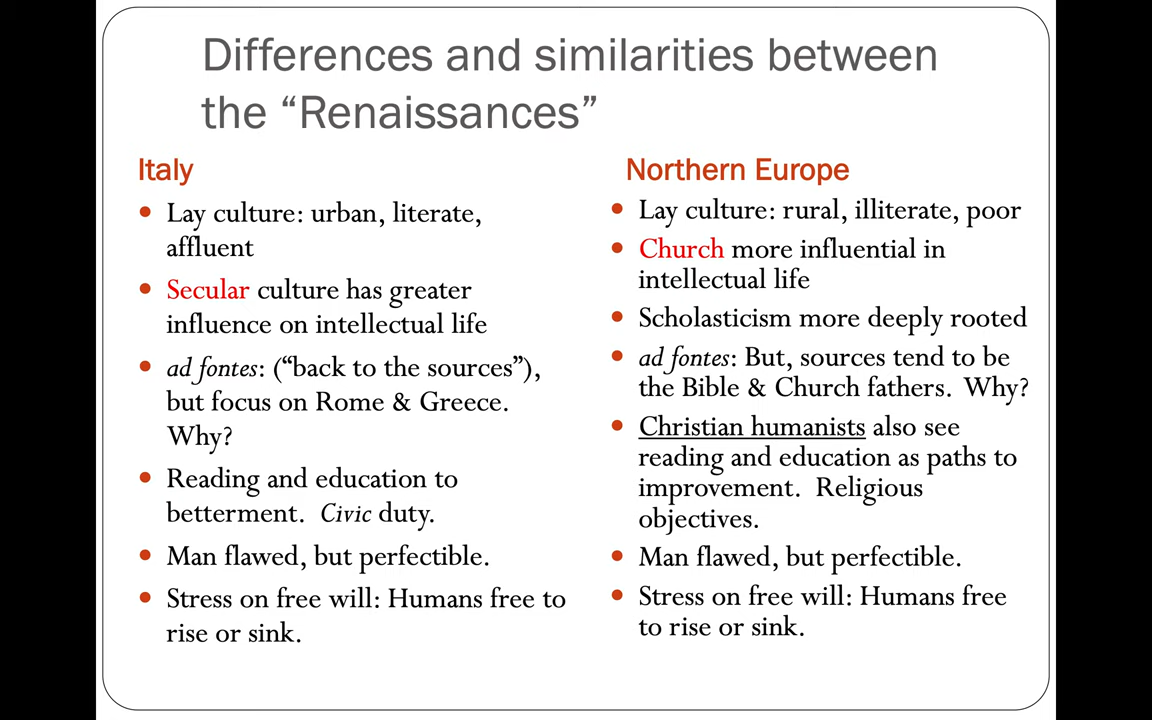 Differences and similarities between
the “Renaissances”
Italy
• Lay culture: urban, literate,
affluent
• Secular culture has greater
influence on intellectual life
• ad fontes: (“back to the sources”),
but focus on Rome & Greece.
Why?
• Reading and education to
betterment.  Civic duty.
• Man flawed, but perfectible.
• Stress on free will: Humans free to
rise or sink.
Northern Europe
• Lay culture: rural, illiterate, poor
• Church more influential in
intellectual life
• Scholasticism more deeply rooted
• ad fontes: But, sources tend to be
the Bible & Church fathers.  Why?
• Christian humanists also see
reading and education as paths to
improvement.  Religious
objectives.
• Man flawed, but perfectible.
• Stress on free will: Humans free
to rise or sink.